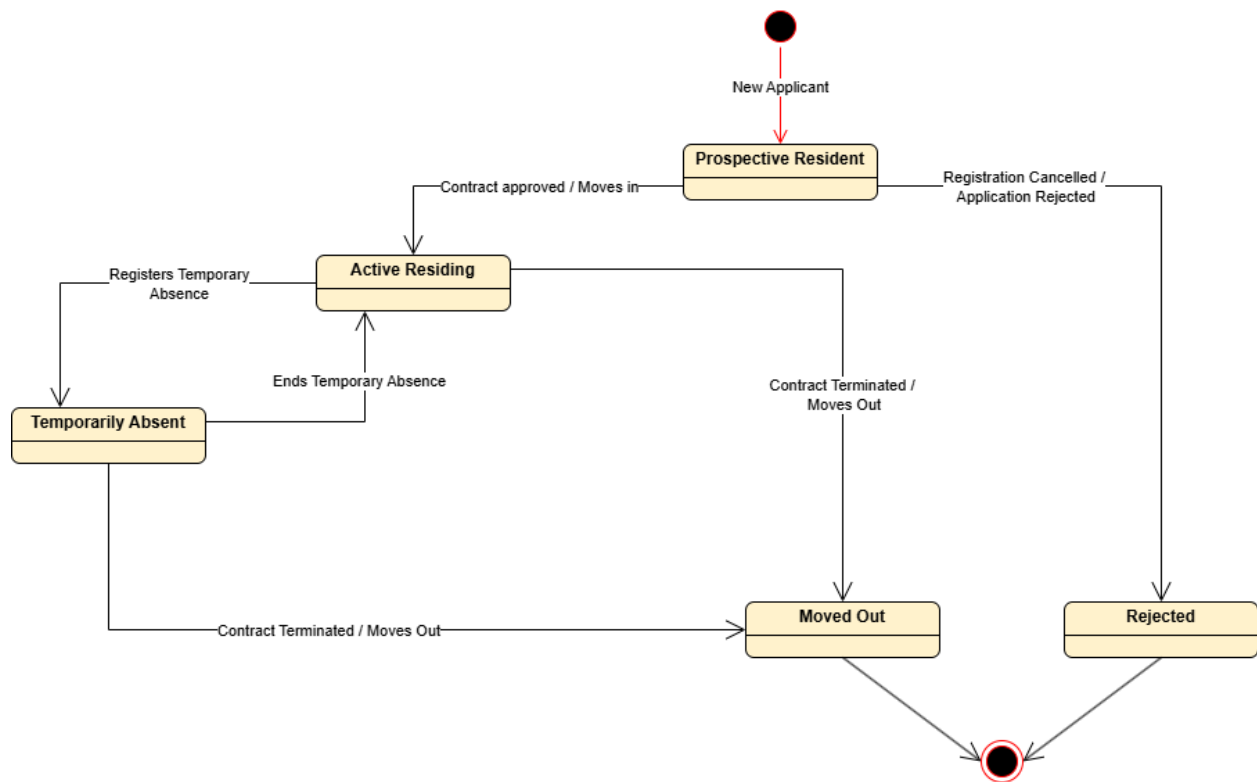 New Applicant
Prospective Resident
Contract approved / Moves in
Registration Cancelled /
Application Rejected
Active Residing
Registers Temporary
Absence
Ends Temporary Absence
Contract Terminated /
Moves Out
Temporarily Absent
Contract Terminated / Moves Out
Moved Out
Rejected